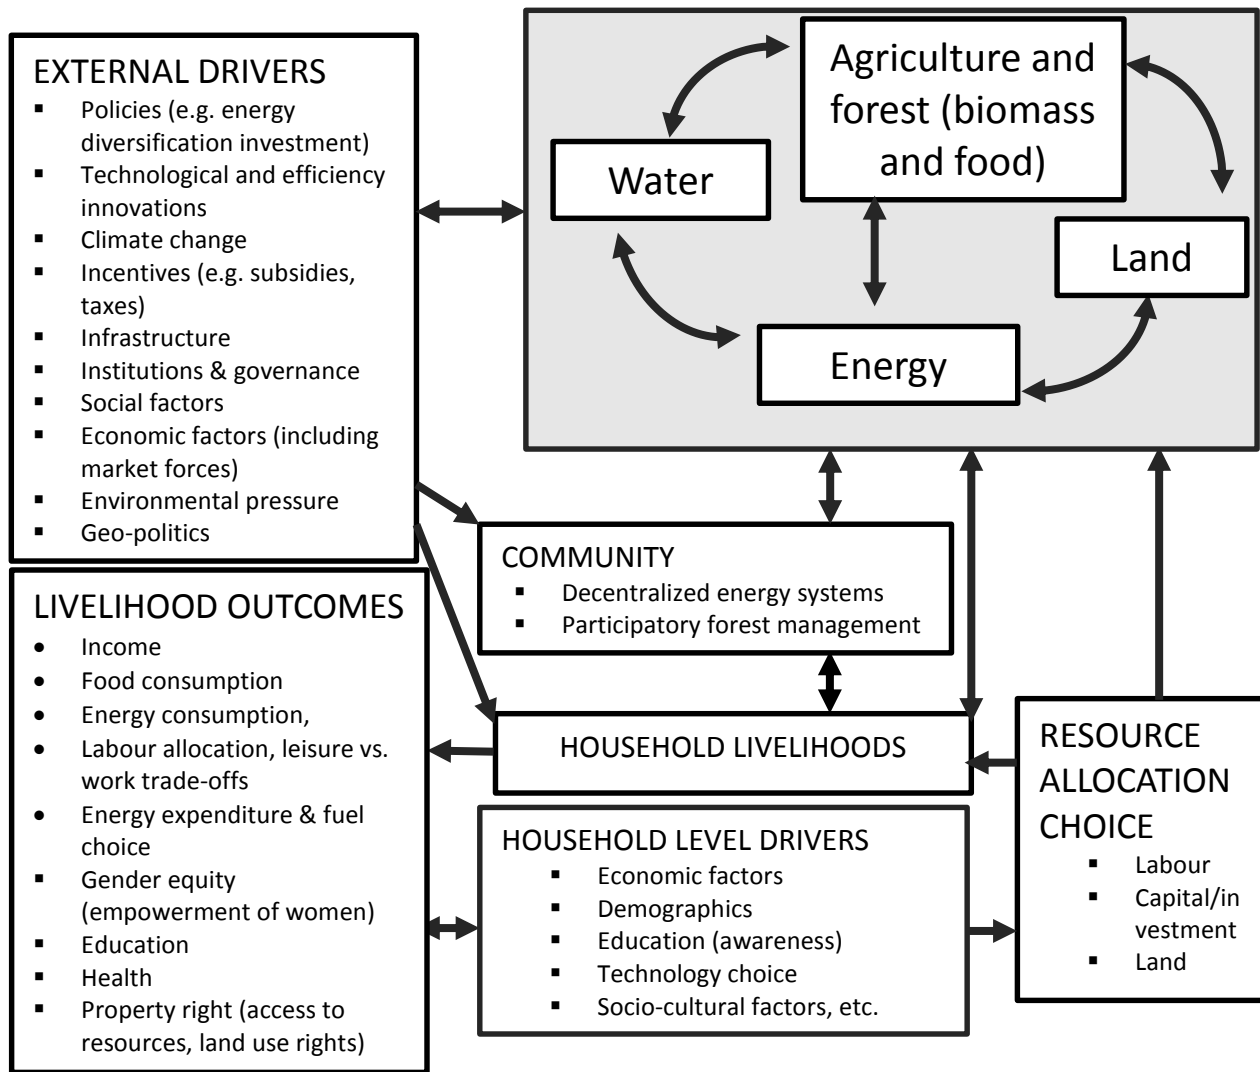 EXTERNAL DRIVERS
▪ Policies (e.g. energy
diversification investment)
▪ Technological and efficiency
innovations
▪ Climate change
▪ Incentives (e.g. subsidies,
taxes)
▪ Infrastructure
▪ Institutions & governance
▪ Social factors
▪ Economic factors (including
market forces)
▪ Environmental pressure
▪ Geo-politics
Agriculture and
forest (biomass
and food)
Water
Land
Energy
COMMUNITY
▪ Decentralized energy systems
▪ Participatory forest management
LIVELIHOOD OUTCOMES
• Income
• Food consumption
• Energy consumption,
• Labour allocation, leisure vs.
work trade-offs
• Energy expenditure & fuel
choice
▪ Gender equity
(empowerment of women)
▪ Education
▪ Health
▪ Property right (access to
resources, land use rights)
HOUSEHOLD LIVELIHOODS
HOUSEHOLD LEVEL DRIVERS
▪ Economic factors
▪ Demographics
▪ Education (awareness)
▪ Technology choice
▪ Socio-cultural factors, etc.
RESOURCE
ALLOCATION
CHOICE
▪ Labour
▪ Capital/in
vestment
▪ Land